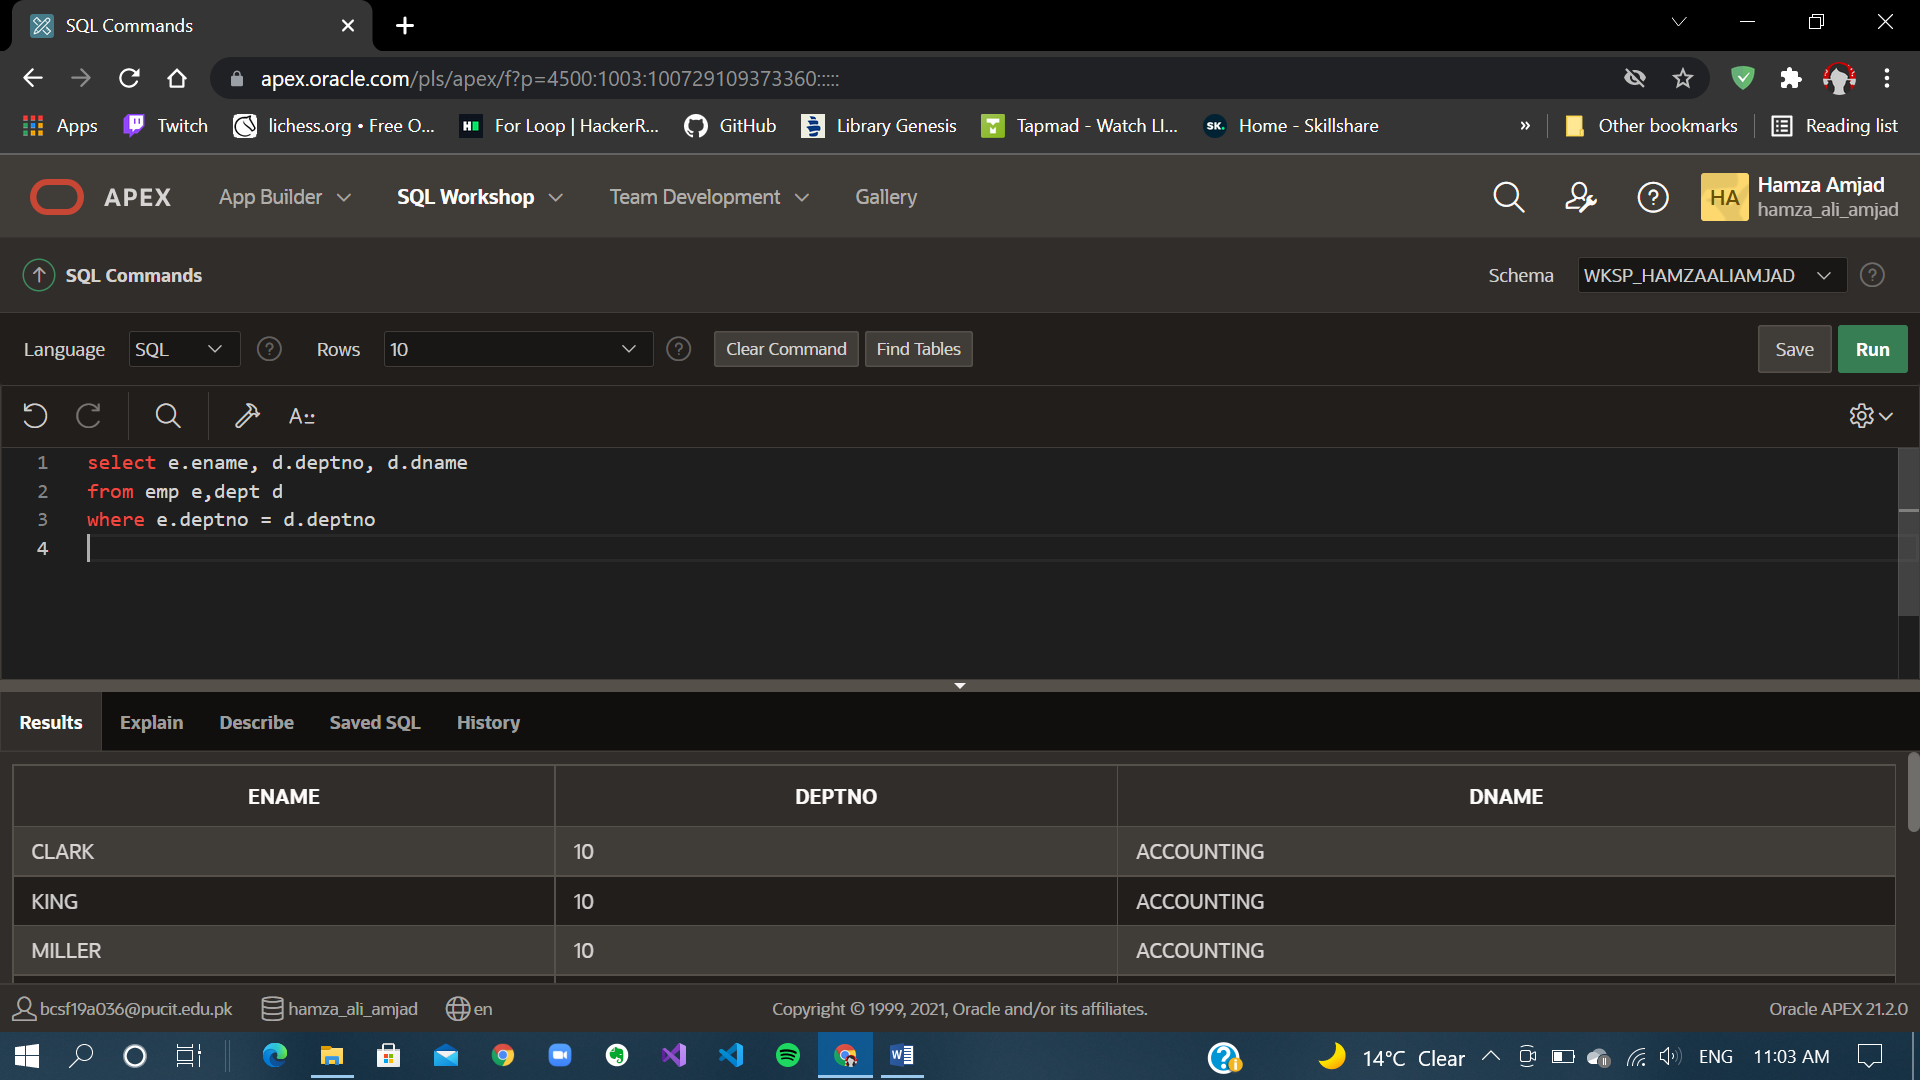 SQL Commands
apex.oracle.com/pls/apex/f?p=4500:1003:100729109373360:::::
Apps Twitch lichess.org • Free O... For Loop | HackerR... GitHub Library Genesis Tapmad - Watch LI... Home - Skillshare » Other bookmarks Reading list
APEX App Builder SQL Workshop Team Development Gallery HA Hamza Amjad
hamza_ali_amjad
SQL Commands Schema WKSP_HAMZAALIAMJAD
Language SQL Rows 10 Clear Command Find Tables Save Run
1 select e.ename, d.deptno, d.dname
2 from emp e,dept d
3 where e.deptno = d.deptno
4
Results Explain Describe Saved SQL History
ENAME DEPTNO DNAME
CLARK 10 ACCOUNTING
KING 10 ACCOUNTING
MILLER 10 ACCOUNTING
bcsf19a036@pucit.edu.pk hamza_ali_amjad en Copyright © 1999, 2021, Oracle and/or its affiliates. Oracle APEX 21.2.0
14°C Clear ENG 11:03 AM